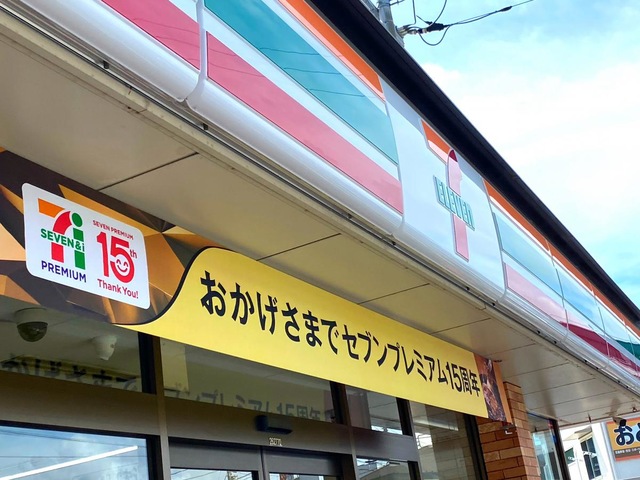 ELEVEN
SEVEN&i
PREMIUM
SEVEN PREMIUM
15th
Thank You!
おかげさまでセブンプレミアム15周年
お